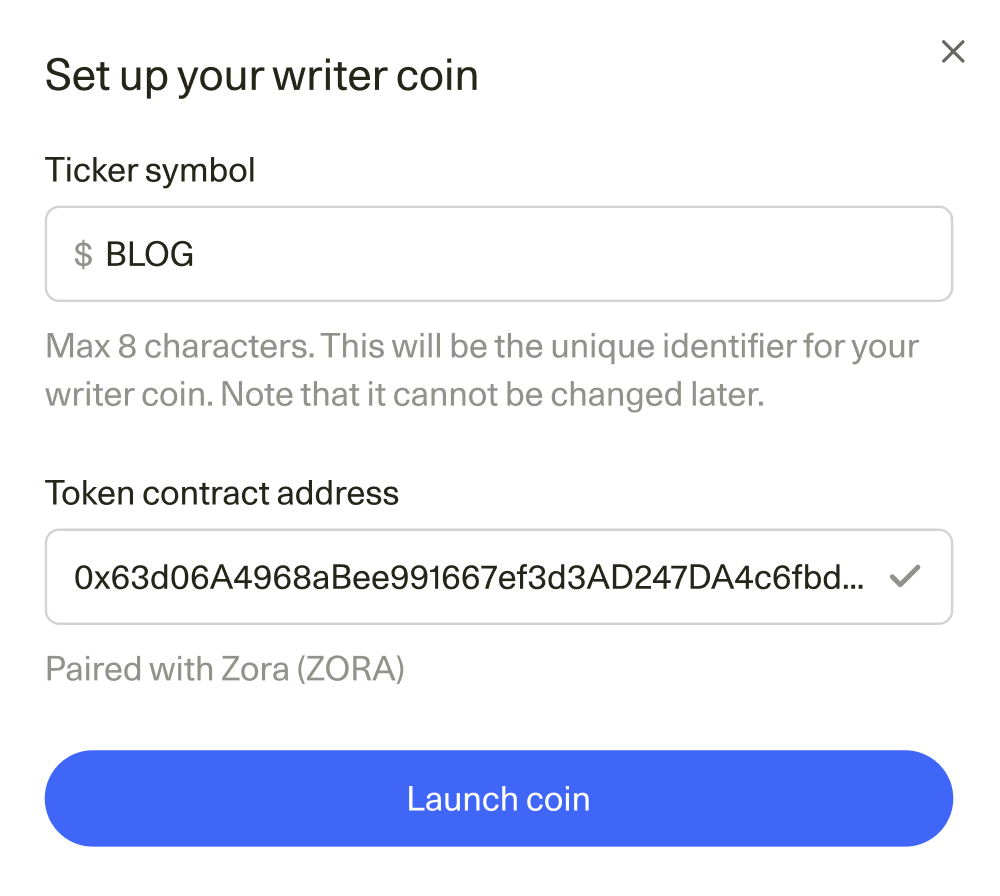 Set up your writer coin
Ticker symbol
$ BLOG
Max 8 characters. This will be the unique identifier for your
writer coin. Note that it cannot be changed later.
Token contract address
0x63d06A4968aBee991667ef3d3AD247DA4c6fbd...
Paired with Zora (ZORA)
Launch coin